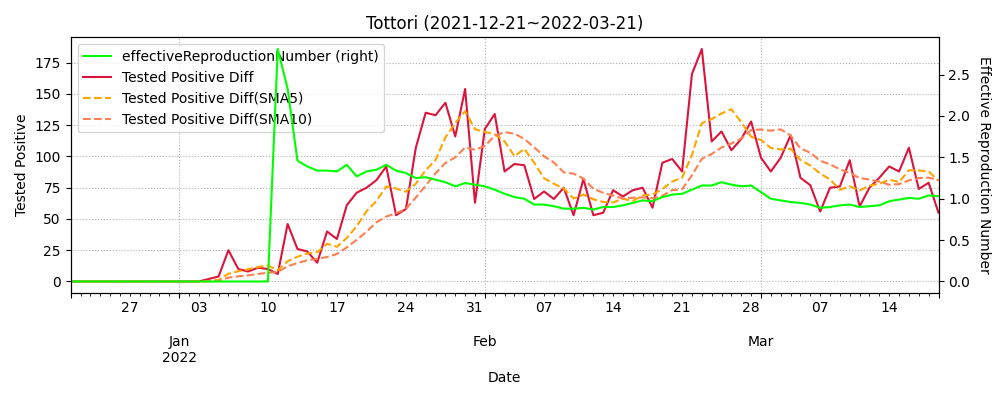 Tottori (2021-12-21~2022-03-21)
effectiveReproductionNumber (right)
Tested Positive Diff
Tested Positive Diff(SMA5)
Tested Positive Diff(SMA10)
Tested Positive
175
150
125
100
75
50
25
0
Effective Reproduction Number
2.5
2.0
1.5
1.0
0.5
0.0
27 03 10 17 24 31 07 14 21 28 07 14
Jan Feb Mar
2022
Date